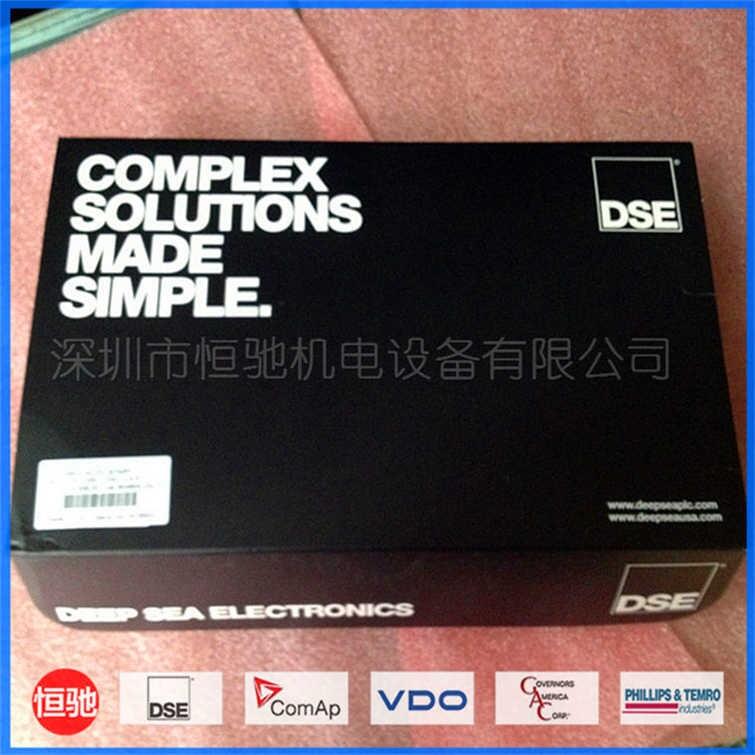 COMPLEX
SOLUTIONS
MADE
SIMPLE.
DSE
深圳市恒驰机电设备有限公司
www.deepseaplc.com
www.deepseausa.com
DEEP SEA ELECTRONICS
DSE
恒驰
DSE
ComAp
VDO
GOVERNORS
AMERICA
CORP.
PHILLIPS & TEMRO
industries